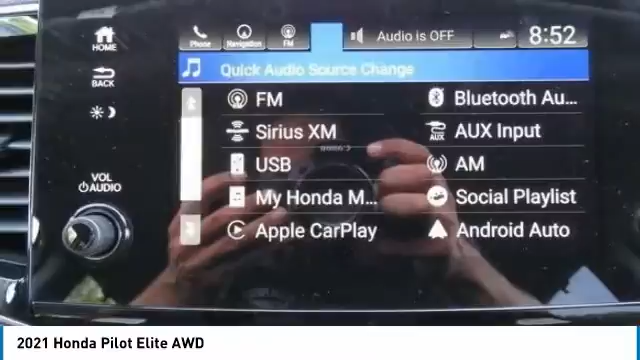 HOME
BACK
VOL
AUDIO
Phone
Navigation
FM
Audio is OFF
8:52
Quick Audio Source Change
FM
Bluetooth Au...
Sirius XM
AUX Input
USB
AM
My Honda M...
Social Playlist
Apple CarPlay
Android Auto
2021 Honda Pilot Elite AWD